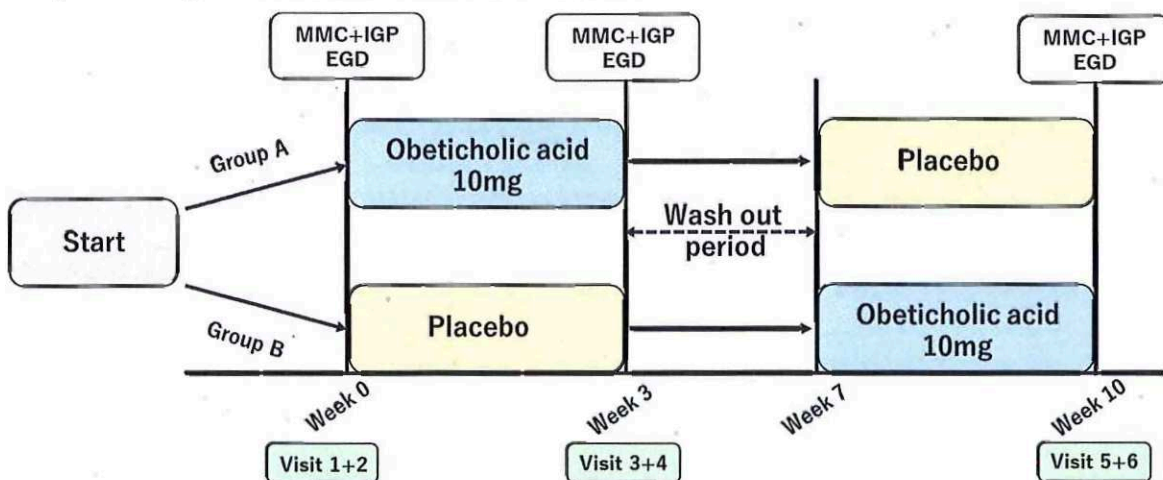 MMC+IGP
EGD
MMC+IGP
EGD
MMC+IGP
EGD
Group A
Obeticholic acid
10mg
Placebo
Start
Wash out
period
Group B
Placebo
Obeticholic acid
10mg
Week 0
Week 3
Week 7
Week 10
Visit 1+2
Visit 3+4
Visit 5+6